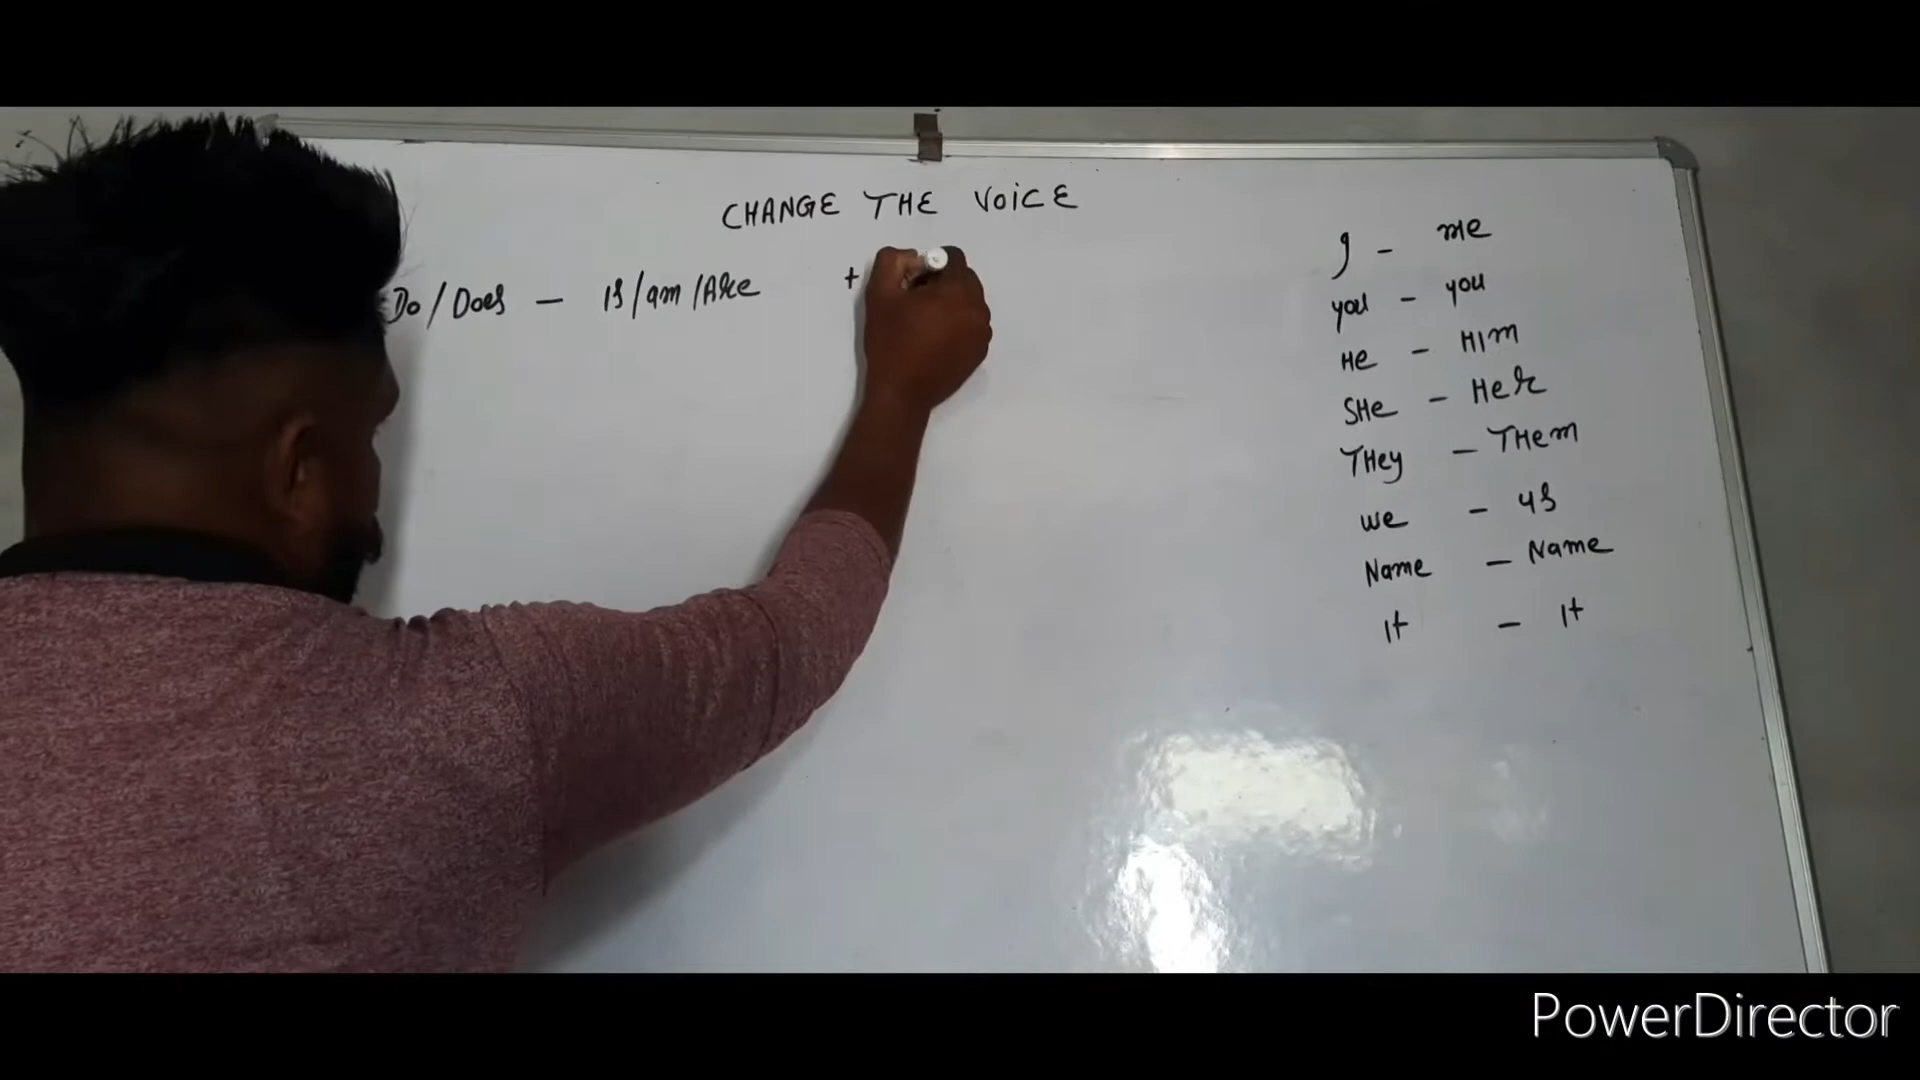 CHANGE THE VOiCE
Do/Does — Is/am/Are +
I - me
you - you
He - HIm
SHe - Her
THey - THem
we - us
Name - Name
It - It
PowerDirector